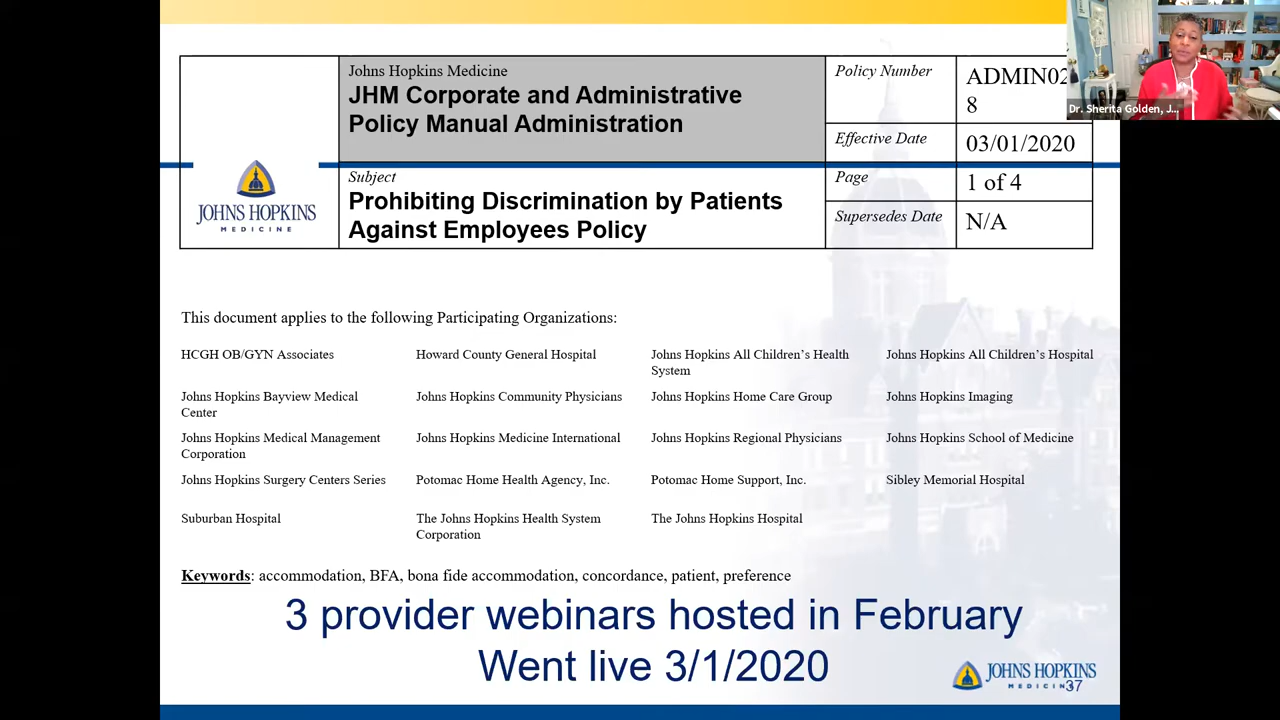 Johns Hopkins Medicine
JHM Corporate and Administrative
Policy Manual Administration
Policy Number
ADMIN02
8
Effective Date
03/01/2020
JOHNS HOPKINS
MEDICINE
Subject
Prohibiting Discrimination by Patients
Against Employees Policy
Page
1 of 4
Supersedes Date
N/A
Dr. Sherita Golden, J...
This document applies to the following Participating Organizations:
HCGH OB/GYN Associates
Howard County General Hospital
Johns Hopkins All Children’s Health
System
Johns Hopkins All Children’s Hospital
Johns Hopkins Bayview Medical
Center
Johns Hopkins Community Physicians
Johns Hopkins Home Care Group
Johns Hopkins Imaging
Johns Hopkins Medical Management
Corporation
Johns Hopkins Medicine International
Johns Hopkins Regional Physicians
Johns Hopkins School of Medicine
Johns Hopkins Surgery Centers Series
Potomac Home Health Agency, Inc.
Potomac Home Support, Inc.
Sibley Memorial Hospital
Suburban Hospital
The Johns Hopkins Health System
Corporation
The Johns Hopkins Hospital
Keywords: accommodation, BFA, bona fide accommodation, concordance, patient, preference
3 provider webinars hosted in February
Went live 3/1/2020
JOHNS HOPKINS
MEDICINE
37